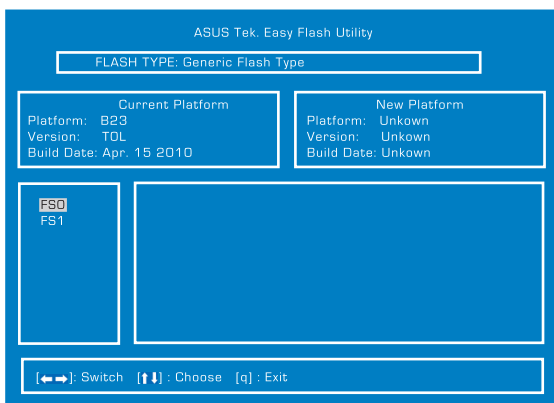 ASUS Tek. Easy Flash Utility
FLASH TYPE: Generic Flash Type
Current Platform
Platform: B23
Version: TOL
Build Date: Apr. 15 2010
New Platform
Platform: Unkown
Version: Unkown
Build Date: Unkown
FS0
FS1
[←→]: Switch [↑↓] : Choose [q] : Exit